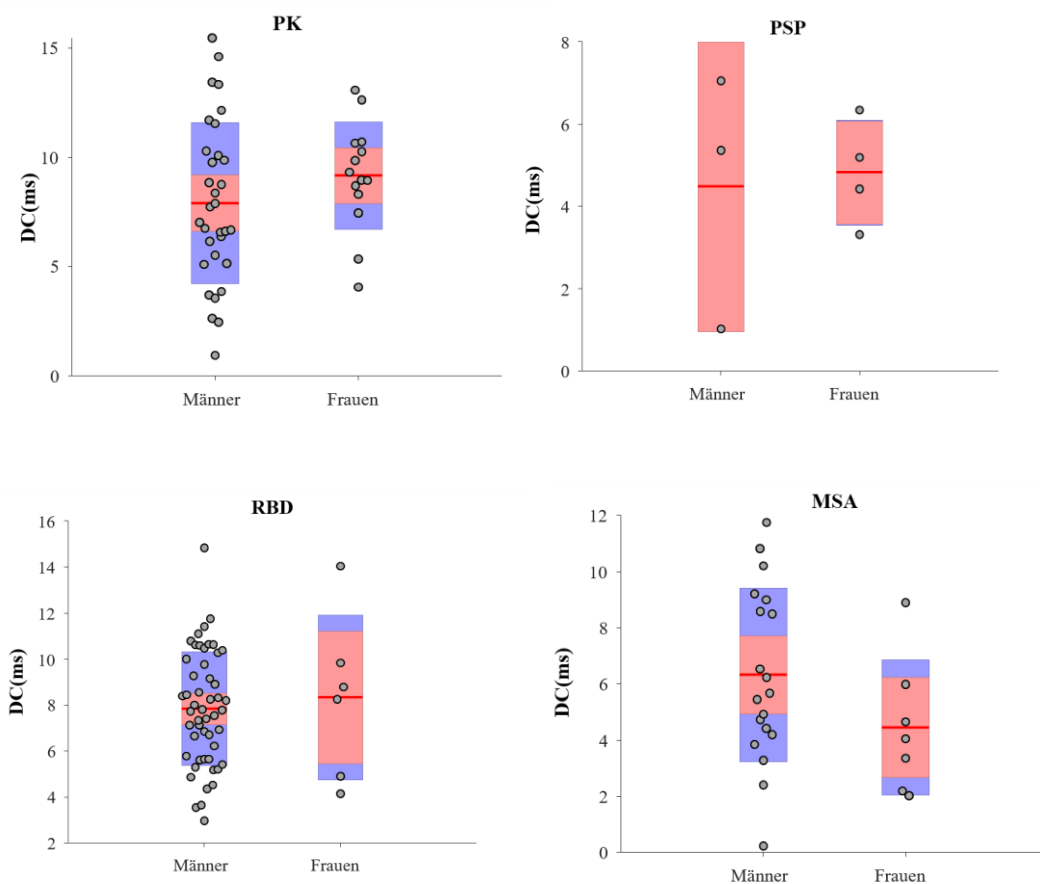 PK
DC(ms)
15
10
5
0
Männer
Frauen
PSP
DC(ms)
8
6
4
2
0
Männer
Frauen
RBD
DC(ms)
16
14
12
10
8
6
4
2
Männer
Frauen
MSA
DC(ms)
12
10
8
6
4
2
0
Männer
Frauen